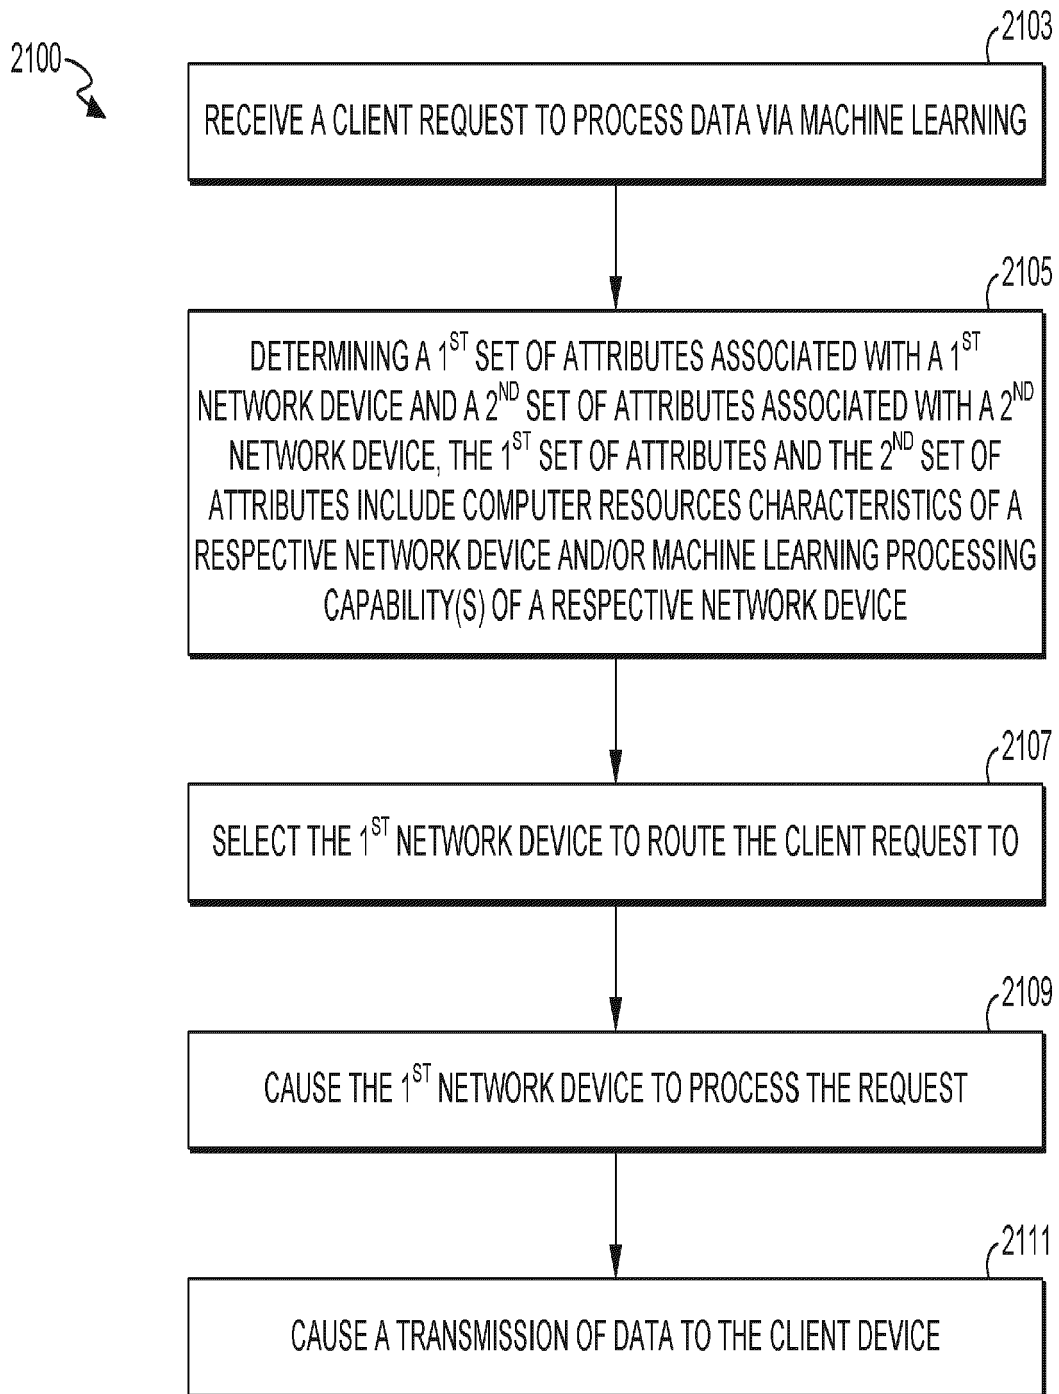 2100
2103
RECEIVE A CLIENT REQUEST TO PROCESS DATA VIA MACHINE LEARNING
2105
DETERMINING A 1ST SET OF ATTRIBUTES ASSOCIATED WITH A 1ST
NETWORK DEVICE AND A 2ND SET OF ATTRIBUTES ASSOCIATED WITH A 2ND
NETWORK DEVICE, THE 1ST SET OF ATTRIBUTES AND THE 2ND SET OF
ATTRIBUTES INCLUDE COMPUTER RESOURCES CHARACTERISTICS OF A
RESPECTIVE NETWORK DEVICE AND/OR MACHINE LEARNING PROCESSING
CAPABILITY(S) OF A RESPECTIVE NETWORK DEVICE
2107
SELECT THE 1ST NETWORK DEVICE TO ROUTE THE CLIENT REQUEST TO
2109
CAUSE THE 1ST NETWORK DEVICE TO PROCESS THE REQUEST
2111
CAUSE A TRANSMISSION OF DATA TO THE CLIENT DEVICE